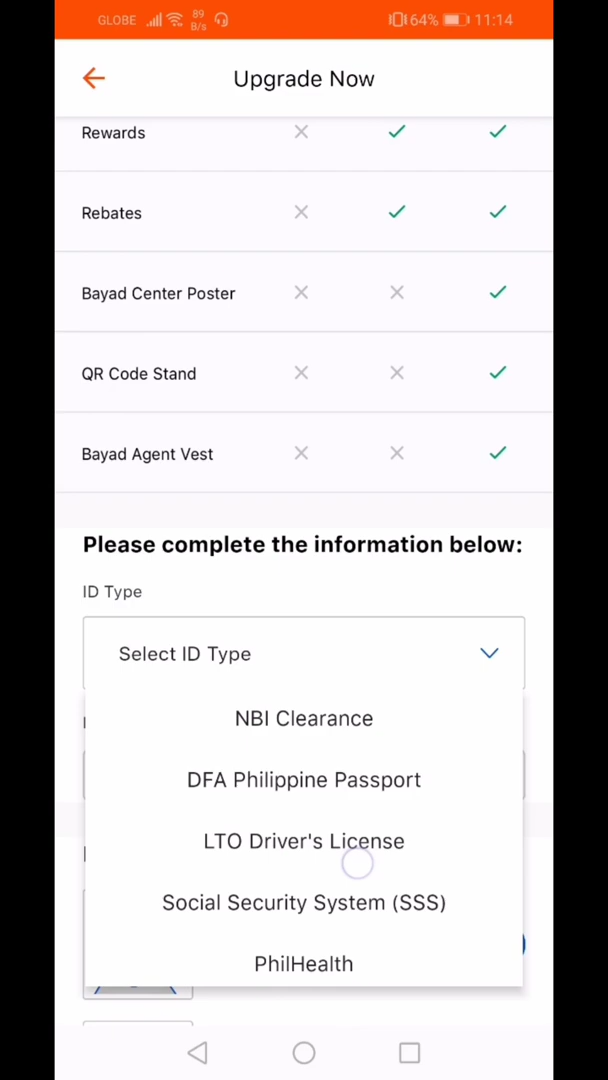 GLOBE 89 B/s 64% 11:14
Upgrade Now
Rewards
Rebates
Bayad Center Poster
QR Code Stand
Bayad Agent Vest
Please complete the information below:
ID Type
Select ID Type
NBI Clearance
DFA Philippine Passport
LTO Driver's License
Social Security System (SSS)
PhilHealth